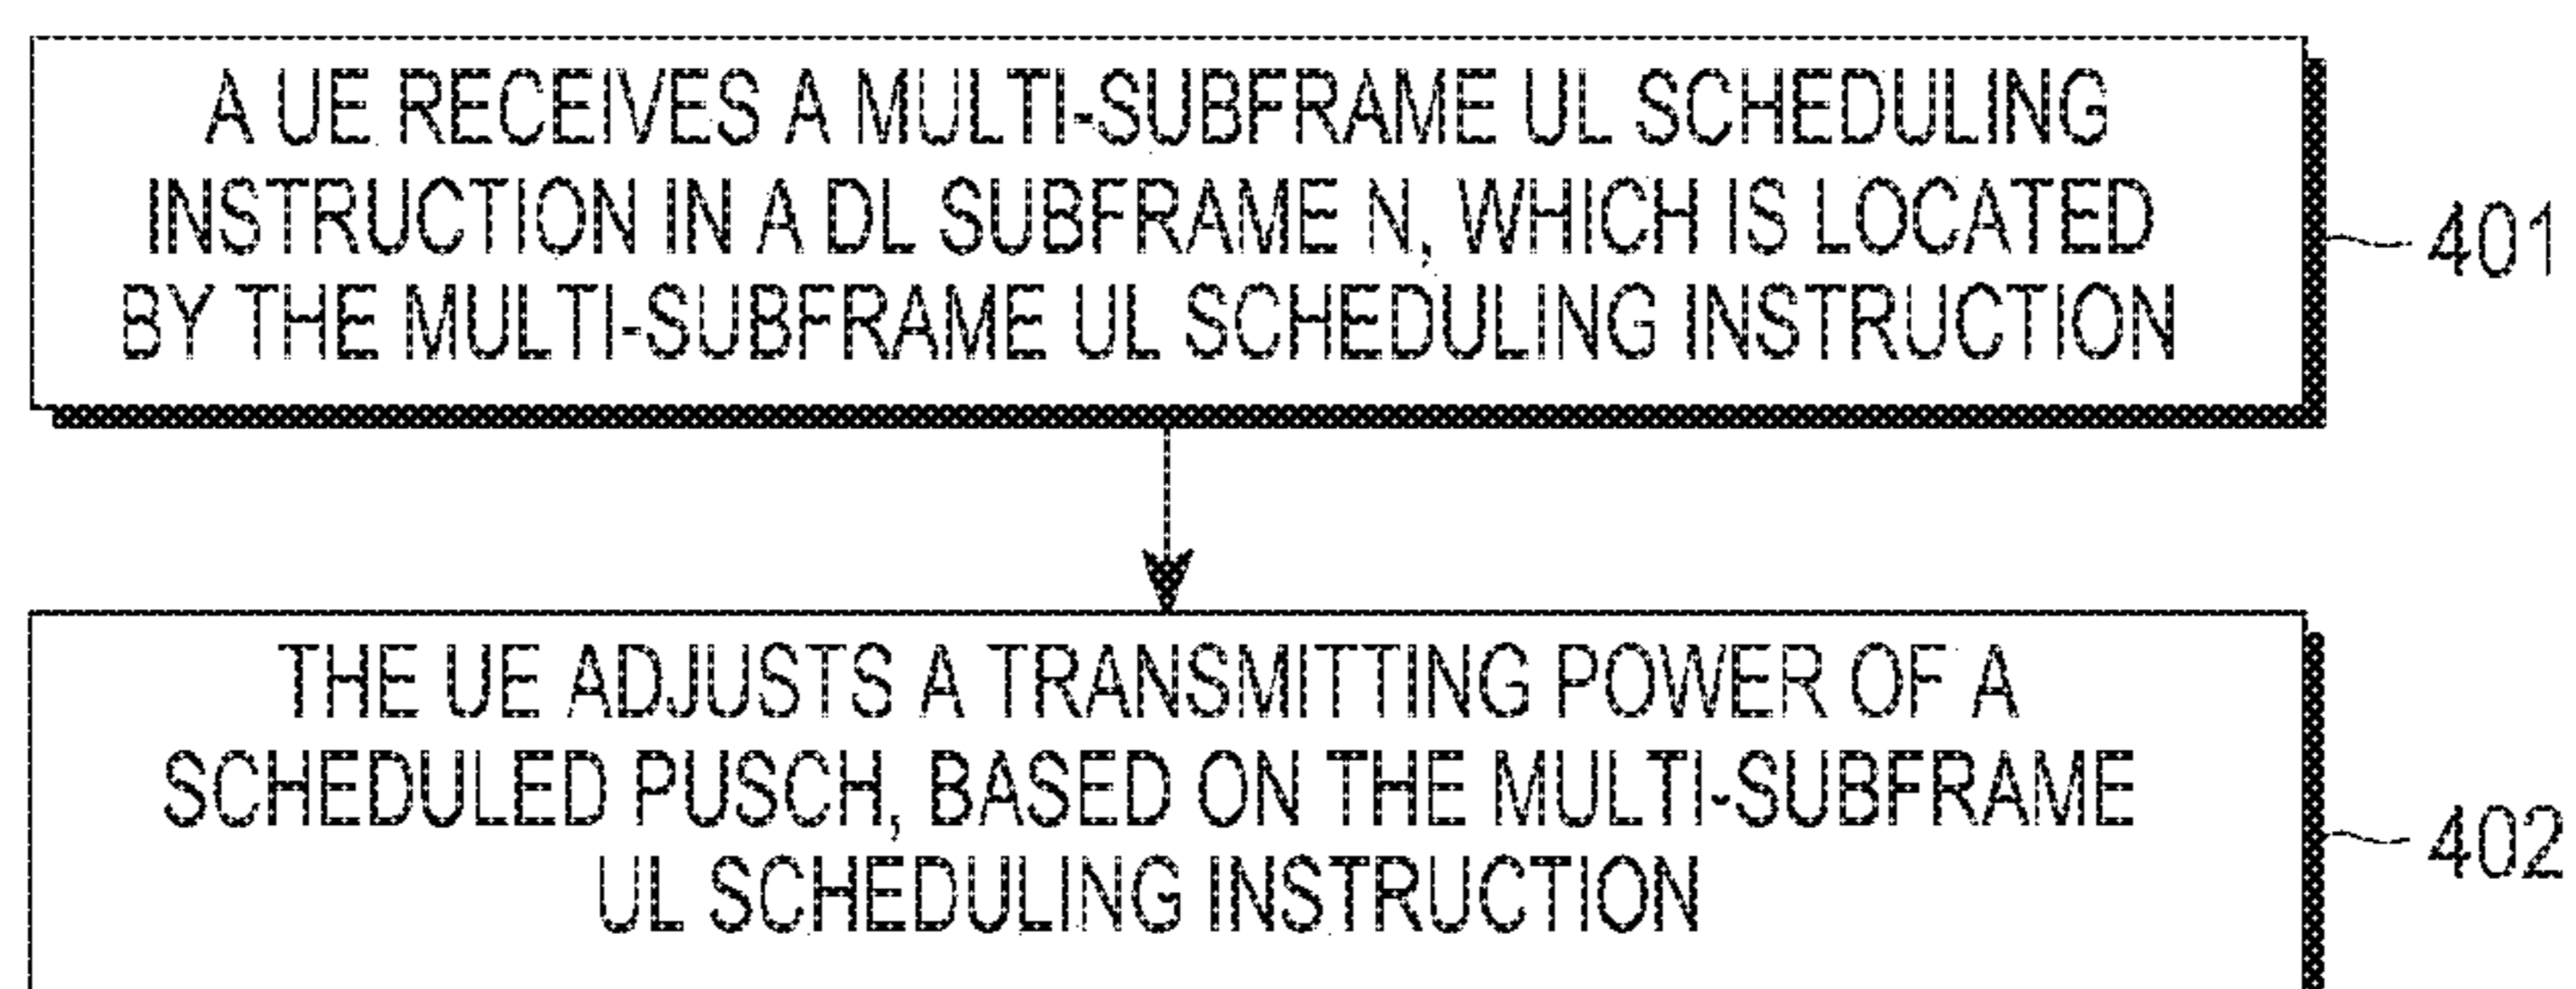 A UE RECEIVES A MULTI-SUBFRAME UL SCHEDULING
INSTRUCTION IN A DL SUBFRAME N, WHICH IS LOCATED
BY THE MULTI-SUBFRAME UL SCHEDULING INSTRUCTION
401
THE UE ADJUSTS A TRANSMITTING POWER OF A
SCHEDULED PUSCH, BASED ON THE MULTI-SUBFRAME
UL SCHEDULING INSTRUCTION
402